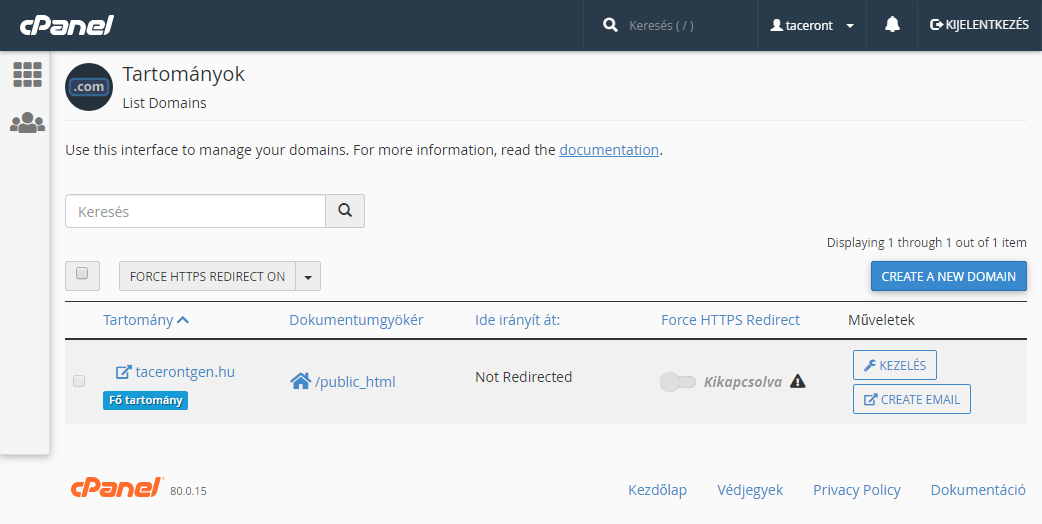 cPanel
Keresés ( / )
taceront
KIJELENTKEZÉS
.com
Tartományok
List Domains
Use this interface to manage your domains. For more information, read the documentation.
Keresés
Displaying 1 through 1 out of 1 item
FORCE HTTPS REDIRECT ON
CREATE A NEW DOMAIN
Tartomány Dokumentumgyökér Ide irányít át: Force HTTPS Redirect Műveletek
tacerontgen.hu /public_html Not Redirected Kikapcsolva KEZELÉS
Fő tartomány CREATE EMAIL
cPanel 80.0.15 Kezdőlap Védjegyek Privacy Policy Dokumentáció